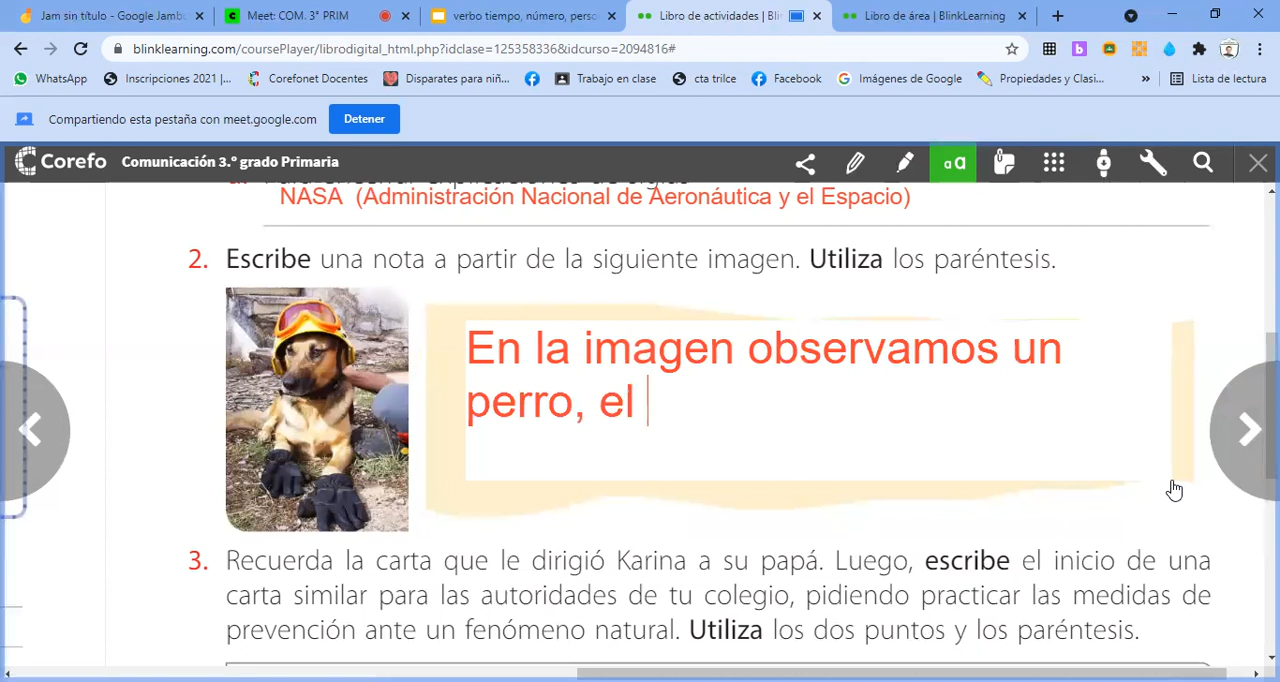 Jam sin título - Google Jamb
Meet: COM. 3° PRIM
verbo tiempo, número, perso
Libro de actividades | Bli
Libro de área | BlinkLearning
blinklearning.com/coursePlayer/librodigital_html.php?idclase=125358336&idcurso=2094816#
WhatsApp
Inscripciones 2021 |...
Corefonet Docentes
Disparates para niñ...
Trabajo en clase
cta trilce
Facebook
Imágenes de Google
Propiedades y Clasi...
»
Lista de lectura
Compartiendo esta pestaña con meet.google.com
Detener
Corefo
Comunicación 3.º grado Primaria
aa
NASA (Administración Nacional de Aeronáutica y el Espacio)
2. Escribe una nota a partir de la siguiente imagen. Utiliza los paréntesis.
En la imagen observamos un
perro, el
3. Recuerda la carta que le dirigió Karina a su papá. Luego, escribe el inicio de una
carta similar para las autoridades de tu colegio, pidiendo practicar las medidas de
prevención ante un fenómeno natural. Utiliza los dos puntos y los paréntesis.